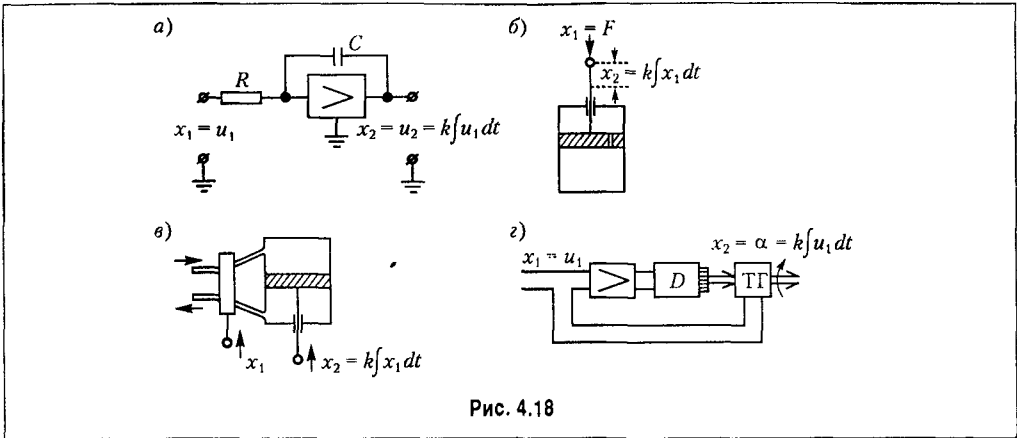 а)
C
R
x₁ = u₁
x₂ = u₂ = k∫u₁dt
б)
x₁ = F
x₂ = k∫x₁dt
в)
x₁
x₂ = k∫x₁dt
г)
x₁ = u₁
x₂ = α = k∫u₁dt
D
ТГ
Рис. 4.18